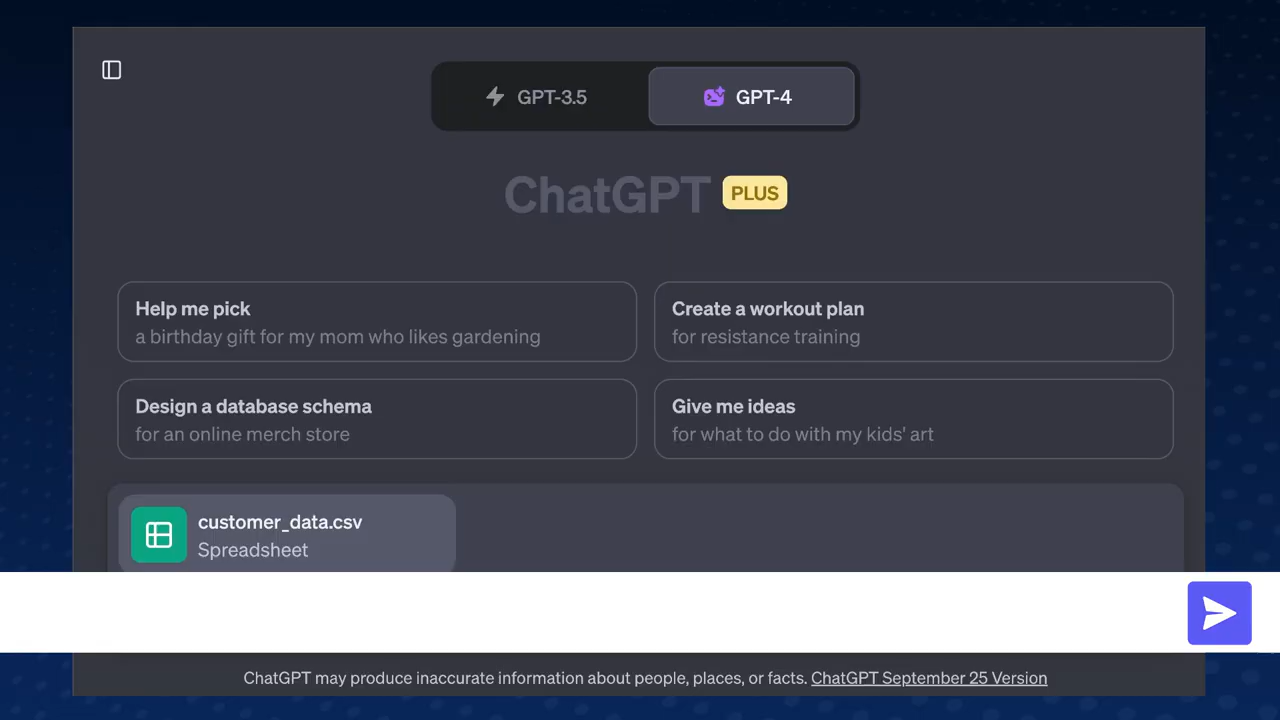 GPT-3.5
GPT-4
ChatGPT PLUS
Help me pick
a birthday gift for my mom who likes gardening
Create a workout plan
for resistance training
Design a database schema
for an online merch store
Give me ideas
for what to do with my kids' art
customer_data.csv
Spreadsheet
ChatGPT may produce inaccurate information about people, places, or facts. ChatGPT September 25 Version